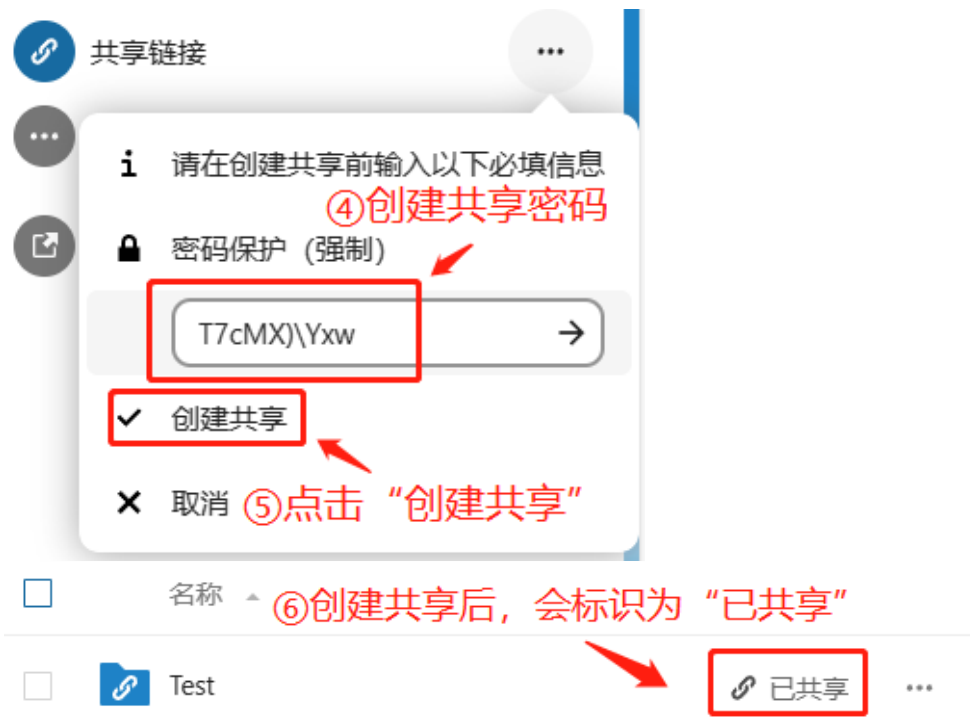 共享链接
请在创建共享前输入以下必填信息
④创建共享密码
密码保护（强制）
T7cMX)\Yxw
创建共享
取消
⑤点击“创建共享”
名称
⑥创建共享后，会标识为“已共享”
Test
已共享